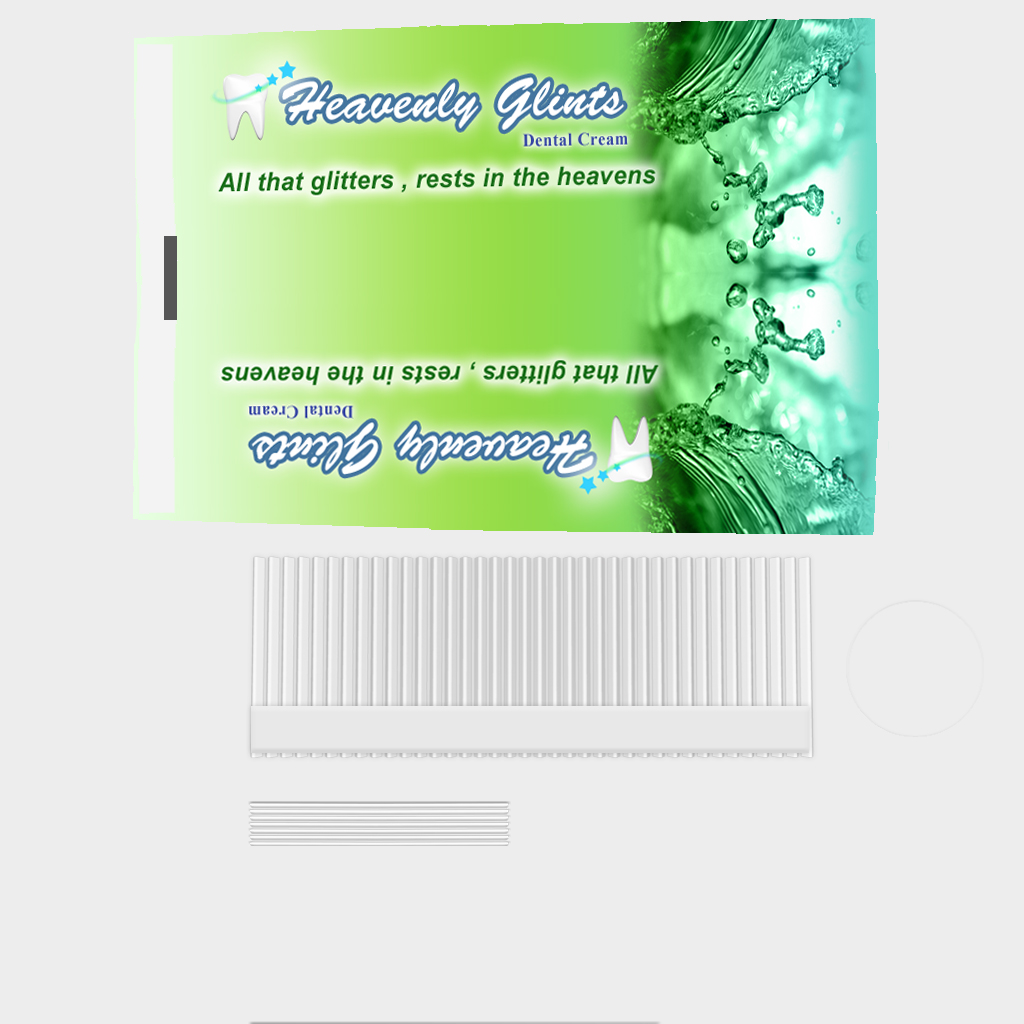 Heavenly Glints
Dental Cream
All that glitters , rests in the heavens
All that glitters , rests in the heavens
Dental Cream
Heavenly Glints